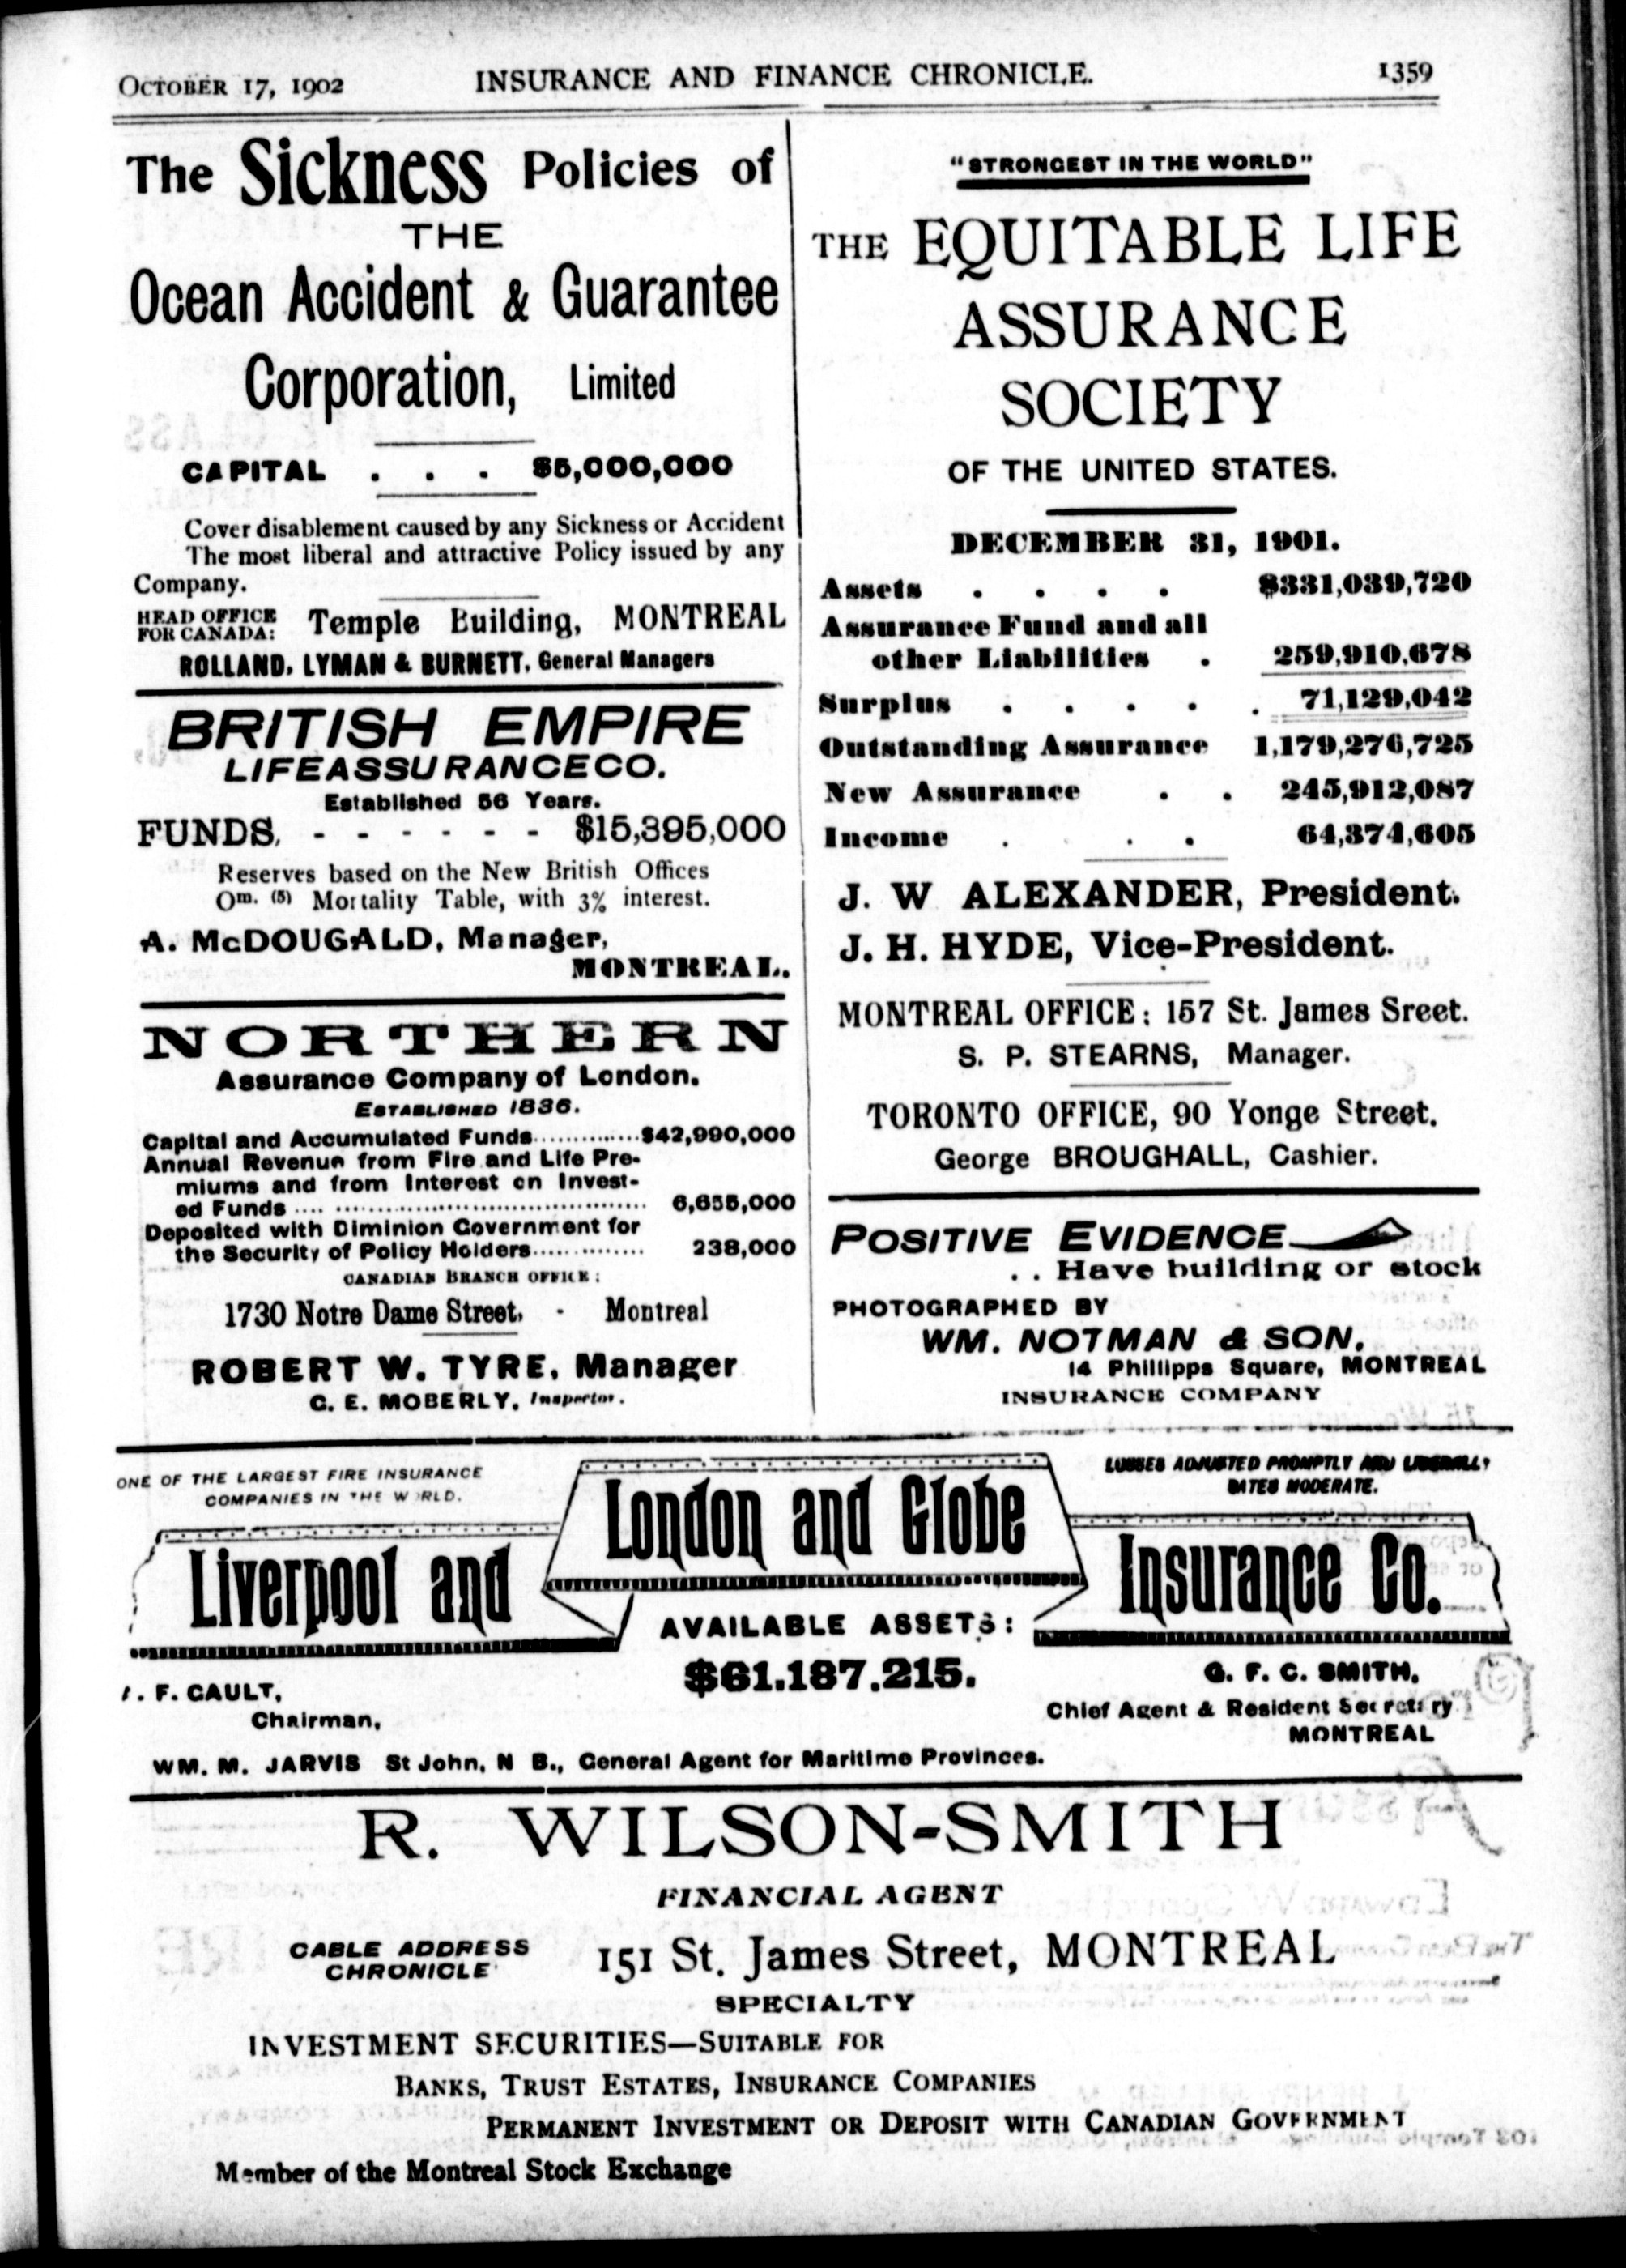 OCTOBER 17, 1902 INSURANCE AND FINANCE CHRONICLE. 1359
The Sickness Policies of
THE
Ocean Accident & Guarantee
Corporation, Limited
CAPITAL . . . $5,000,000
Cover disablement caused by any Sickness or Accident
The most liberal and attractive Policy issued by any
Company.
HEAD OFFICE
FOR CANADA: Temple Building, MONTREAL
ROLLAND, LYMAN & BURNETT, General Managers
BRITISH EMPIRE
LIFE ASSURANCE CO.
Established 56 Years.
FUNDS, - - - - - - $15,395,000
Reserves based on the New British Offices
Om. (5) Mortality Table, with 3% interest.
A. McDOUGALD, Manager,
MONTREAL.
NORTHERN
Assurance Company of London.
ESTABLISHED 1836.
Capital and Accumulated Funds..............$42,990,000
Annual Revenue from Fire and Life Pre-
miums and from Interest on Invest-
ed Funds .... .................................... 6,655,000
Deposited with Diminion Government for
the Security of Policy Holders.............. 238,000
CANADIAN BRANCH OFFICE:
1730 Notre Dame Street, - Montreal
ROBERT W. TYRE, Manager
C. E. MOBERLY, Inspector.
"STRONGEST IN THE WORLD"
THE EQUITABLE LIFE
ASSURANCE
SOCIETY
OF THE UNITED STATES.
DECEMBER 31, 1901.
Assets . . . . $331,039,720
Assurance Fund and all
other Liabilities . 259,910,678
Surplus . . . . . 71,129,042
Outstanding Assurance 1,179,276,725
New Assurance . . 245,912,087
Income . . . 64,374,605
J. W ALEXANDER, President.
J. H. HYDE, Vice-President.
MONTREAL OFFICE: 157 St. James Sreet.
S. P. STEARNS, Manager.
TORONTO OFFICE, 90 Yonge Street.
George BROUGHALL, Cashier.
POSITIVE EVIDENCE
. . Have building or stock
PHOTOGRAPHED BY
WM. NOTMAN & SON,
14 Phillipps Square, MONTREAL
INSURANCE COMPANY
ONE OF THE LARGEST FIRE INSURANCE
COMPANIES IN THE WORLD.
LOSSES ADJUSTED PROMPTLY AND LIBERALLY
RATES MODERATE.
Liverpool and London and Globe Insurance Co.
AVAILABLE ASSETS:
$61.187.215.
F. GAULT,
Chairman,
G. F. C. SMITH,
Chief Agent & Resident Secretary
MONTREAL
WM. M. JARVIS St John, N B., General Agent for Maritime Provinces.
R. WILSON-SMITH
FINANCIAL AGENT
CABLE ADDRESS
CHRONICLE
151 St. James Street, MONTREAL
SPECIALTY
INVESTMENT SECURITIES—SUITABLE FOR
BANKS, TRUST ESTATES, INSURANCE COMPANIES
PERMANENT INVESTMENT OR DEPOSIT WITH CANADIAN GOVERNMENT
Member of the Montreal Stock Exchange